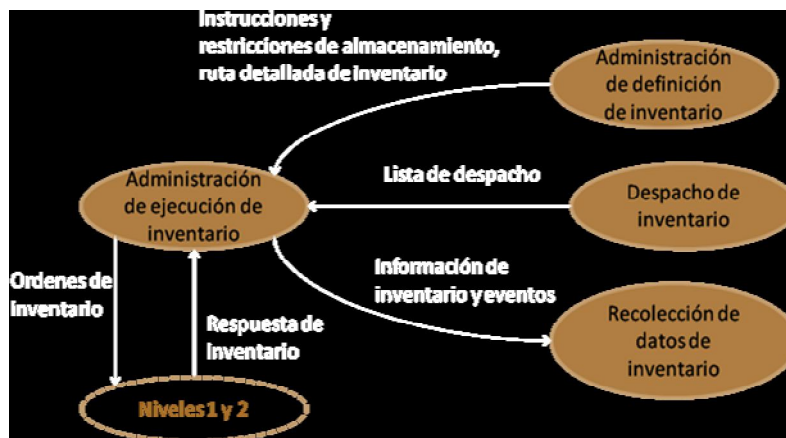 Instrucciones y
restricciones de almacenamiento,
ruta detallada de inventario
Administración
de definición
de inventario
Lista de despacho
Administración
de ejecución de
inventario
Despacho de
inventario
Ordenes de
inventario
Respuesta de
inventario
Información de
inventario y eventos
Recolección de
datos de
inventario
Niveles 1 y 2